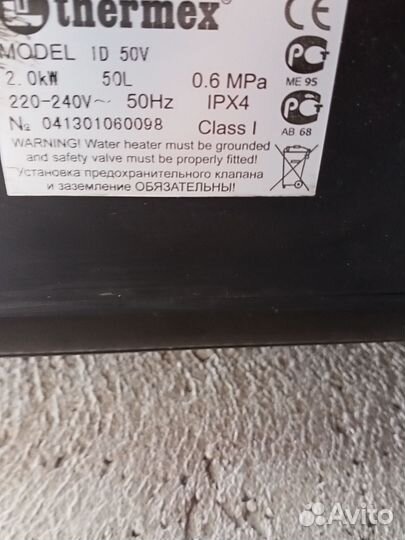 thermex
MODEL ID 50V
2.0kW 50L 0.6 MPa
220-240V~ 50Hz IPX4
№ 041301060098 Class I
WARNING! Water heater must be grounded
and safety valve must be properly fitted!
Установка предохранительного клапана
и заземление ОБЯЗАТЕЛЬНЫ!
CE
РСТ
ME 95
РСТ
AB 68
Avito